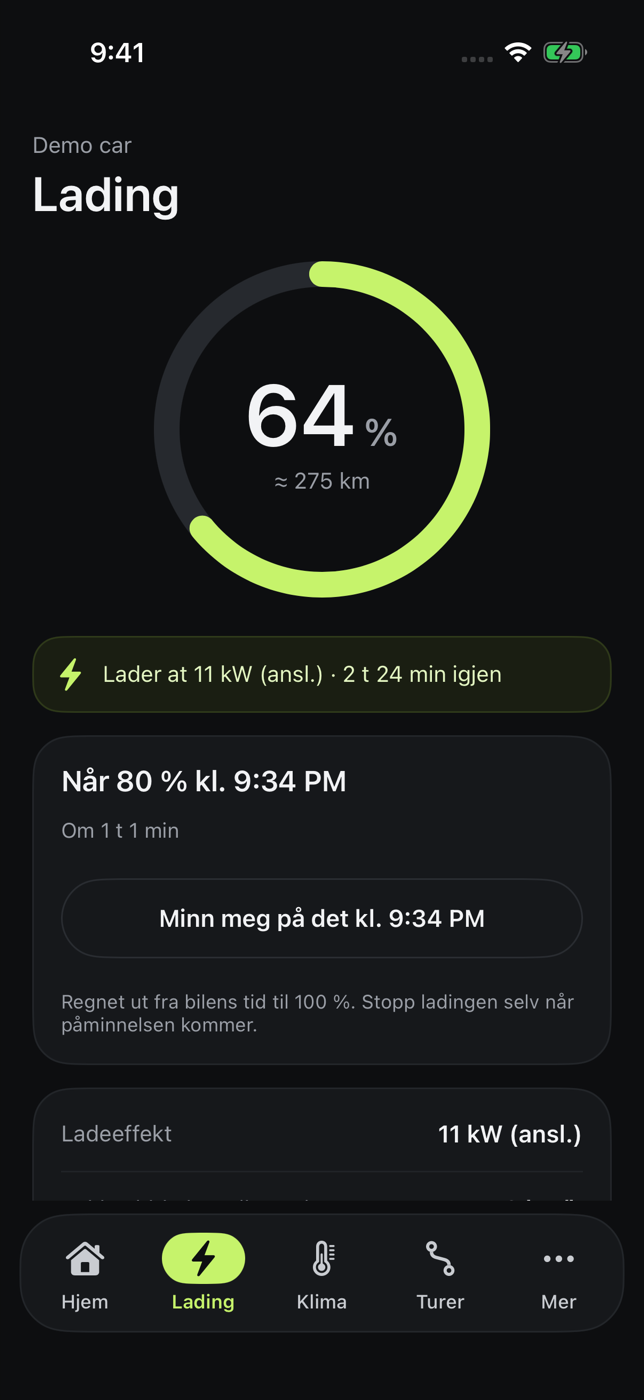 9:41
Demo car
Lading
64 %
≈ 275 km
Lader at 11 kW (ansl.) · 2 t 24 min igjen
Når 80 % kl. 9:34 PM
Om 1 t 1 min
Minn meg på det kl. 9:34 PM
Regnet ut fra bilens tid til 100 %. Stopp ladingen selv når
påminnelsen kommer.
Ladeeffekt 11 kW (ansl.)
Hjem Lading Klima Turer Mer